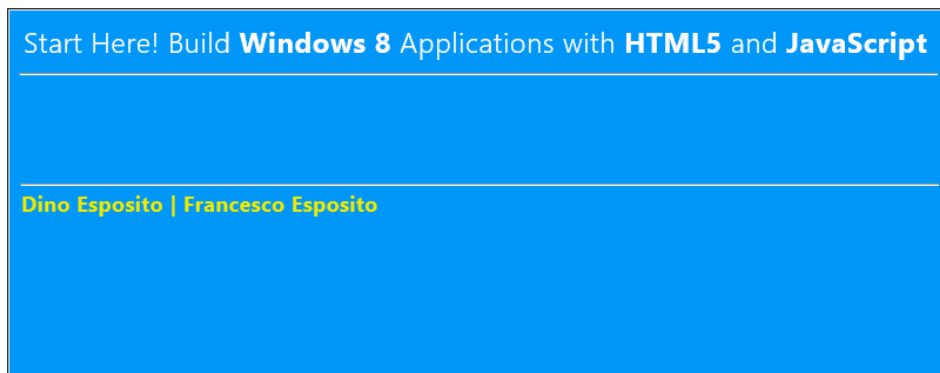 Start Here! Build Windows 8 Applications with HTML5 and JavaScript
Dino Esposito | Francesco Esposito